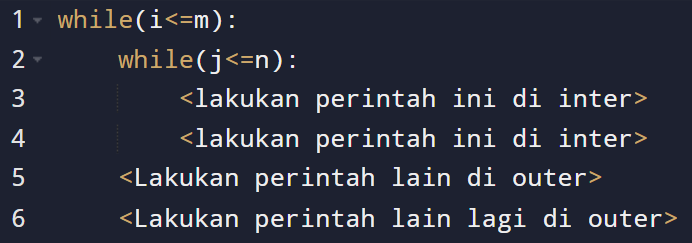 1 while(i<=m):
2     while(j<=n):
3         <lakukan perintah ini di inter>
4         <lakukan perintah ini di inter>
5     <Lakukan perintah lain di outer>
6     <Lakukan perintah lain lagi di outer>